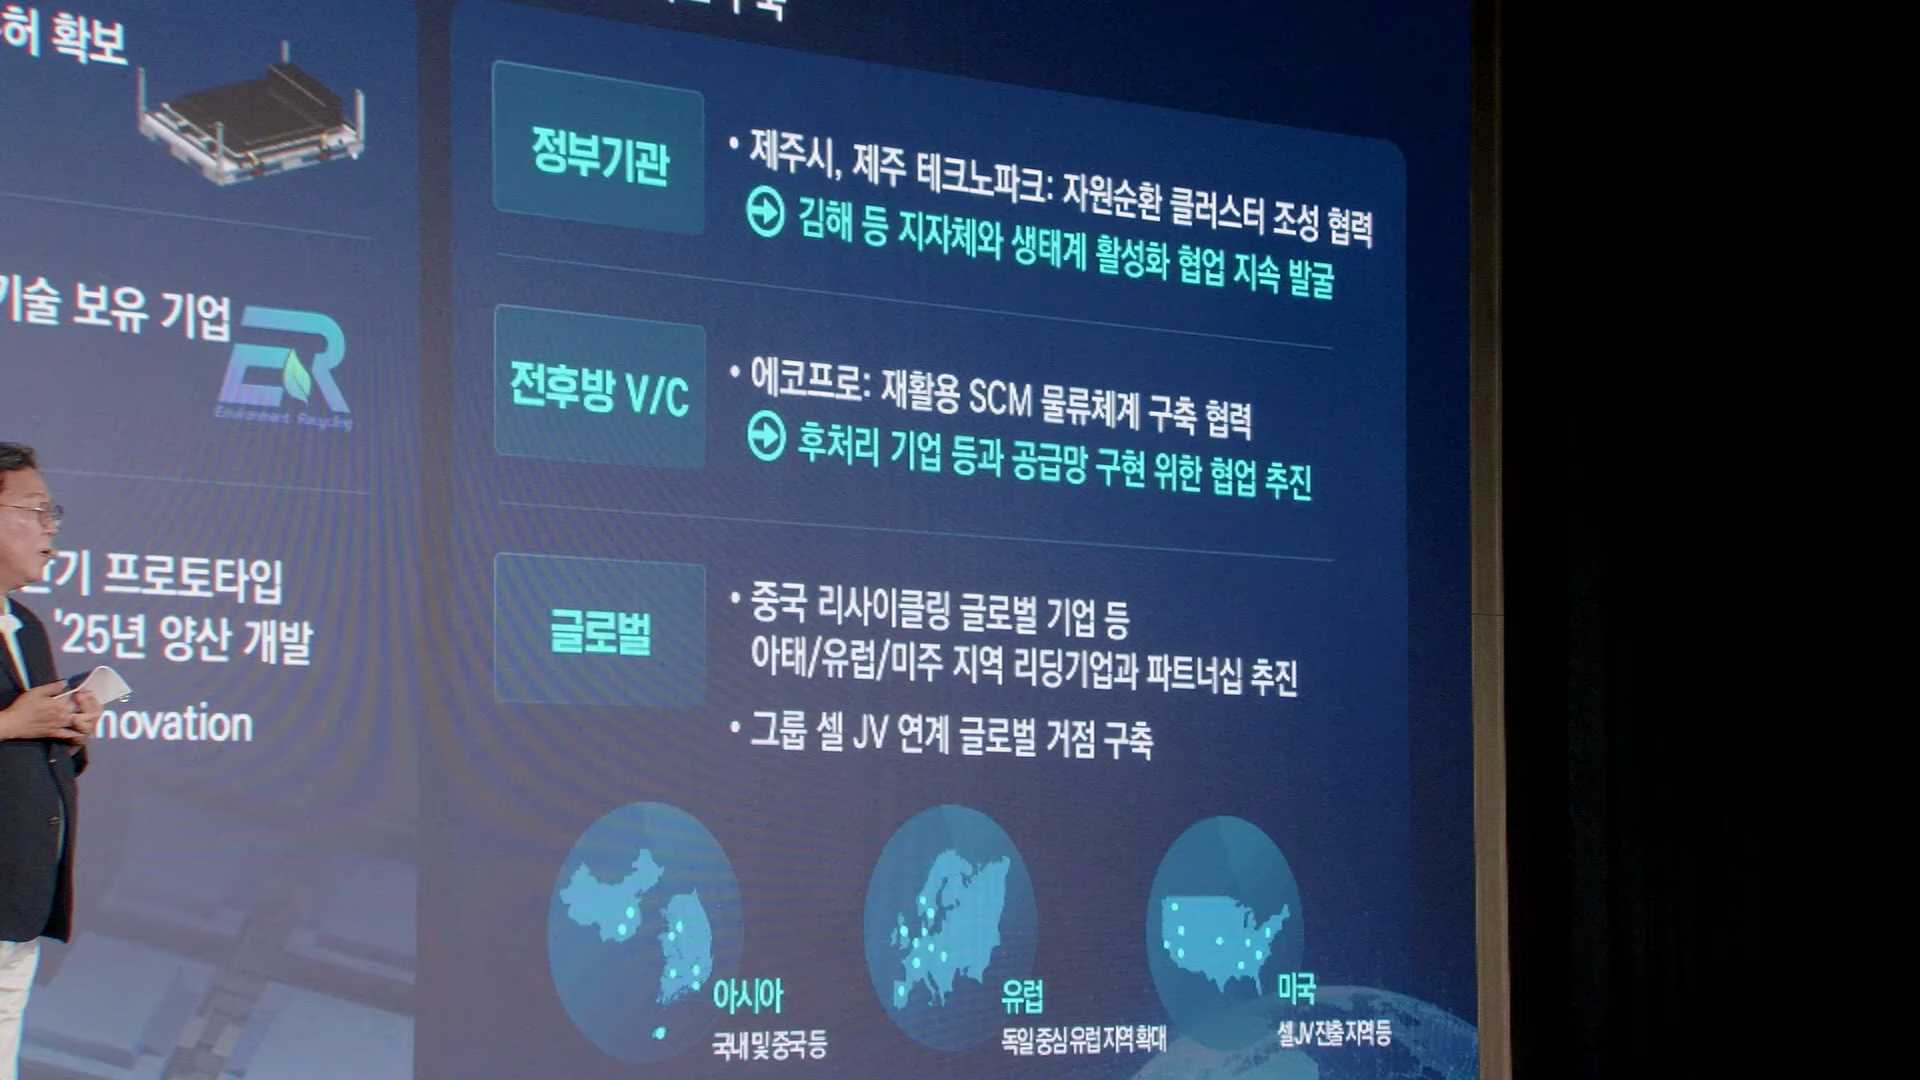 허 확보
기술 보유 기업
ER
Environment Recycling
기 프로토타입
'25년 양산 개발
novation
정부기관
• 제주시, 제주 테크노파크: 자원순환 클러스터 조성 협력
김해 등 지자체와 생태계 활성화 협업 지속 발굴
전후방 V/C
• 에코프로: 재활용 SCM 물류체계 구축 협력
후처리 기업 등과 공급망 구현 위한 협업 추진
글로벌
• 중국 리사이클링 글로벌 기업 등
아태/유럽/미주 지역 리딩기업과 파트너십 추진
• 그룹 셀 JV 연계 글로벌 거점 구축
아시아
국내 및 중국 등
유럽
독일 중심 유럽 지역 확대
미국
셀 JV 진출 지역 등